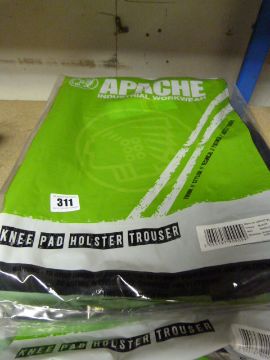 APACHE
INDUSTRIAL WORKWEAR
311
KNEE PAD HOLSTER TROUSER
KNEE PAD HOLSTER TROUSER